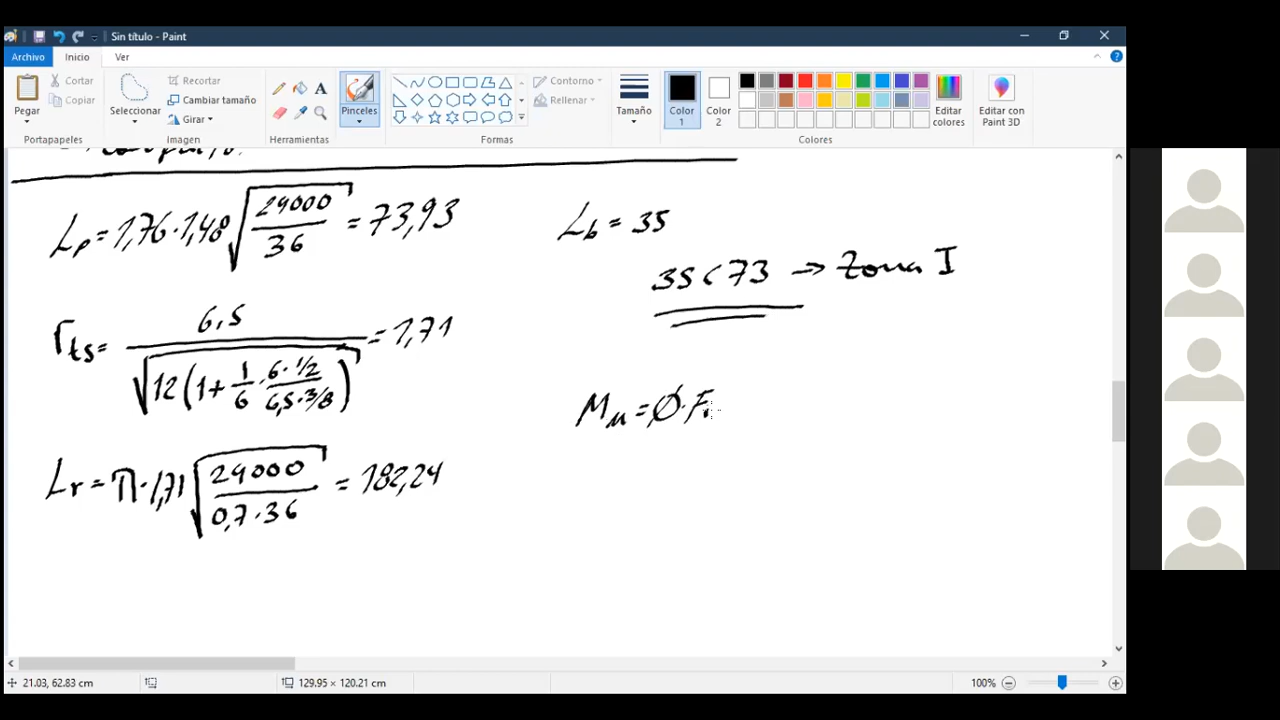 Sin título - Paint
Archivo Inicio Ver
Pegar
Cortar
Copiar
Portapapeles
Seleccionar
Recortar
Cambiar tamaño
Girar
Imagen
A
Herramientas
Pinceles
Contorno
Rellenar
Formas
Tamaño
Color 1
Color 2
Editar colores
Colores
Editar con Paint 3D
Lp = 1,76 · 1,48 √(29000/36) = 73,93
Lb = 35
35 < 73 → Zona I
rts = 6,5 / √(12(1 + 1/6 · 6·1/2 / 6,5·3/8)) = 1,71
Mu = Ø · F
Lr = π · 1,71 √(29000/0,7·36) = 182,24
21.03, 62.83 cm
129.95 × 120.21 cm
100%